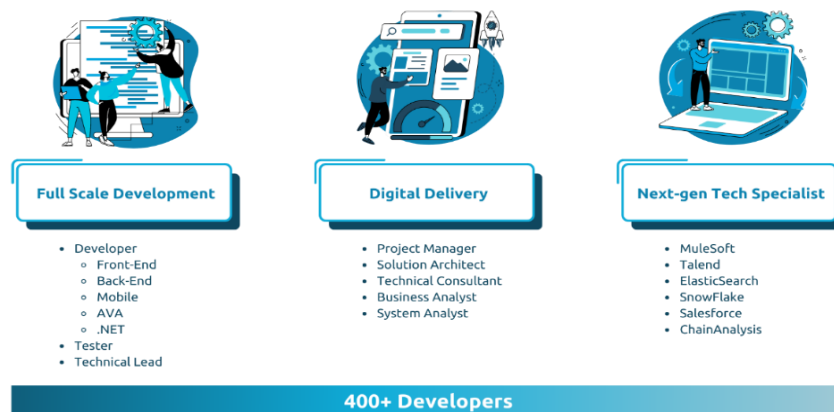 Full Scale Development
Developer
Front-End
Back-End
Mobile
AVA
.NET
Tester
Technical Lead
Digital Delivery
Project Manager
Solution Architect
Technical Consultant
Business Analyst
System Analyst
Next-gen Tech Specialist
MuleSoft
Talend
ElasticSearch
SnowFlake
Salesforce
ChainAnalysis
400+ Developers